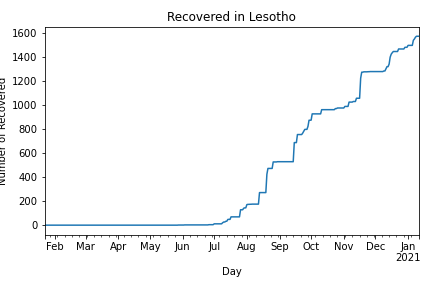 Recovered in Lesotho
1600
1400
1200
1000
800
600
400
200
0
Number of Recovered
Feb Mar Apr May Jun Jul Aug Sep Oct Nov Dec Jan
2021
Day